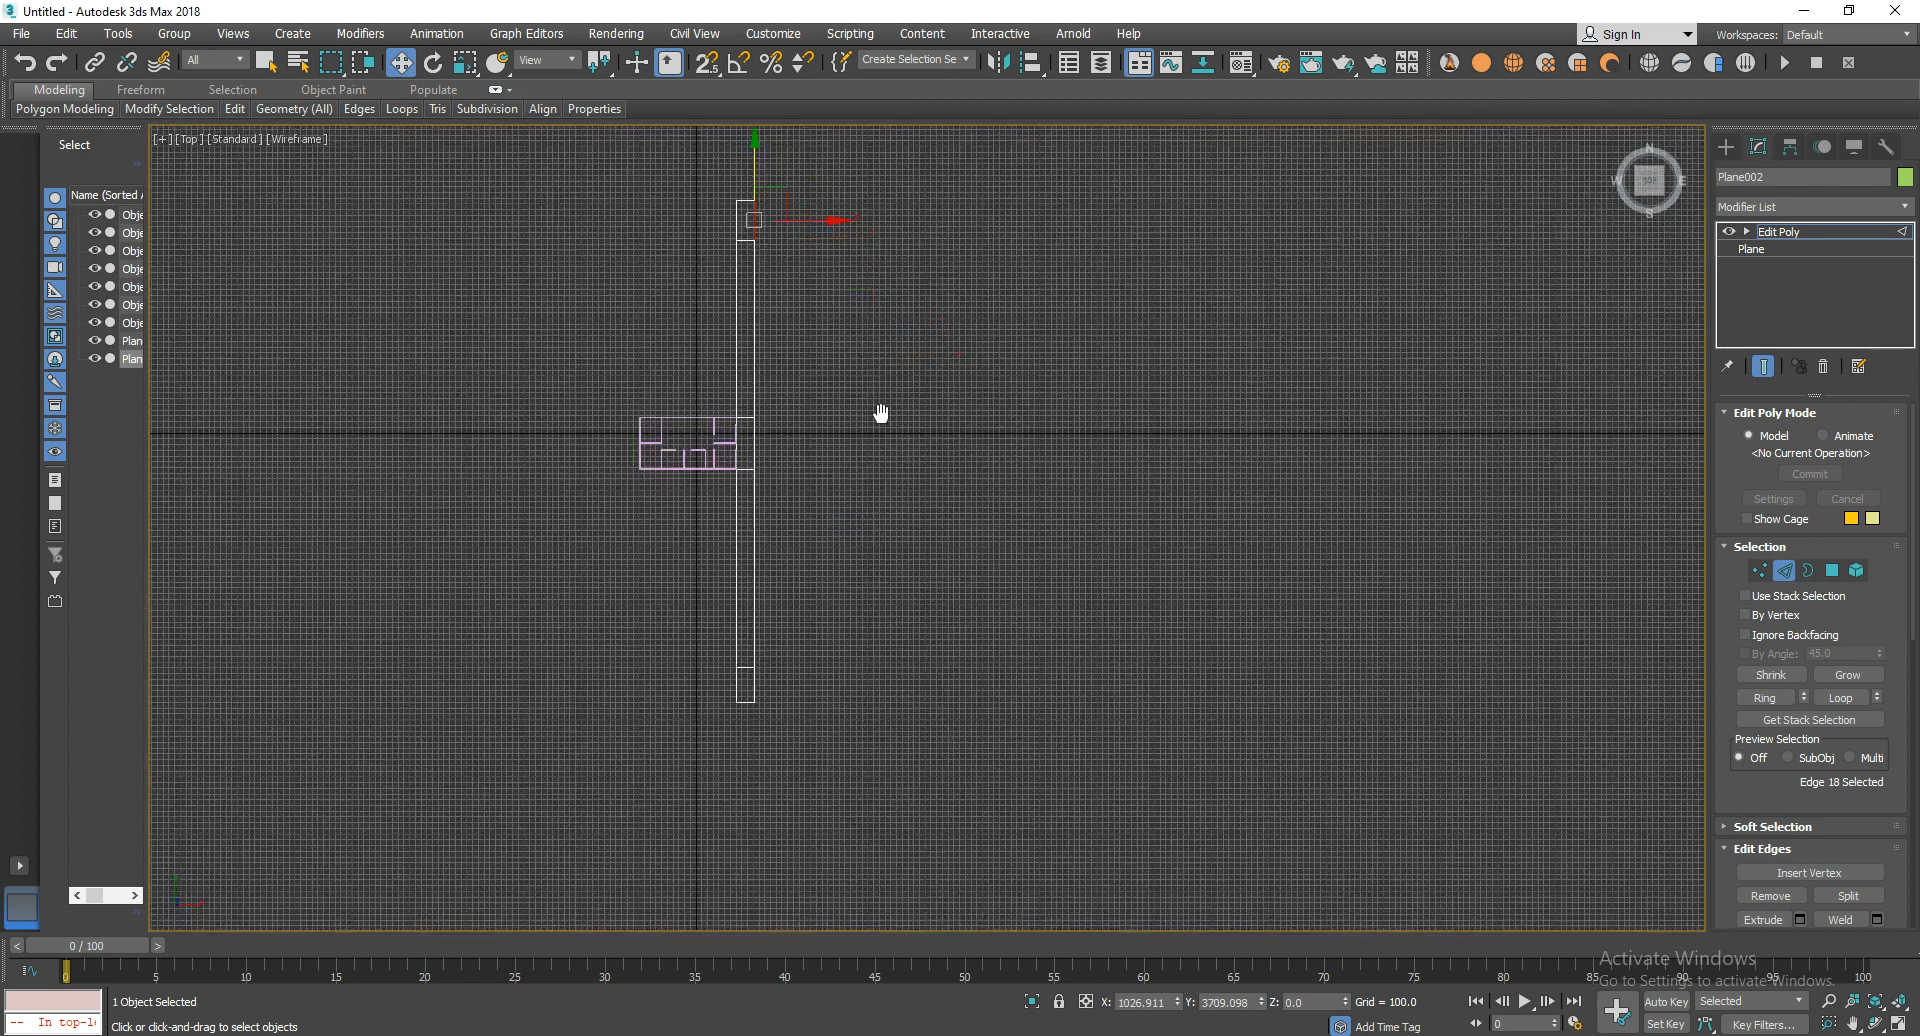 Untitled - Autodesk 3ds Max 2018
File Edit Tools Group Views Create Modifiers Animation Graph Editors Rendering Civil View Customize Scripting Content Interactive Arnold Help Sign In Workspaces: Default
All View Create Selection Se
Modeling Freeform Selection Object Paint Populate
Polygon Modeling Modify Selection Edit Geometry (All) Edges Loops Tris Subdivision Align Properties
Select
[+] [Top] [Standard] [Wireframe]
N
W TOP E
S
Plane002
Name (Sorted A
Modifier List
Obje
Obje
Obje
Obje
Obje
Obje
Obje
Plan
Plan
Edit Poly
Plane
Edit Poly Mode
Model Animate
<No Current Operation>
Commit
Settings Cancel
Show Cage
Selection
Use Stack Selection
By Vertex
Ignore Backfacing
By Angle: 45.0
Shrink Grow
Ring Loop
Get Stack Selection
Preview Selection
Off SubObj Multi
Edge 18 Selected
Soft Selection
Edit Edges
Insert Vertex
Remove Split
Extrude Weld
< 0 / 100 >
Activate Windows
Go to Settings to activate Windows.
0 5 10 15 20 25 30 35 40 45 50 55 60 65 70 75 80 85 90 95 100
1 Object Selected X: 1026.911 Y: 3709.098 Z: 0.0 Grid = 100.0 Auto Key Selected
-- In top-le Click or click-and-drag to select objects Add Time Tag 0 Set Key Key Filters...